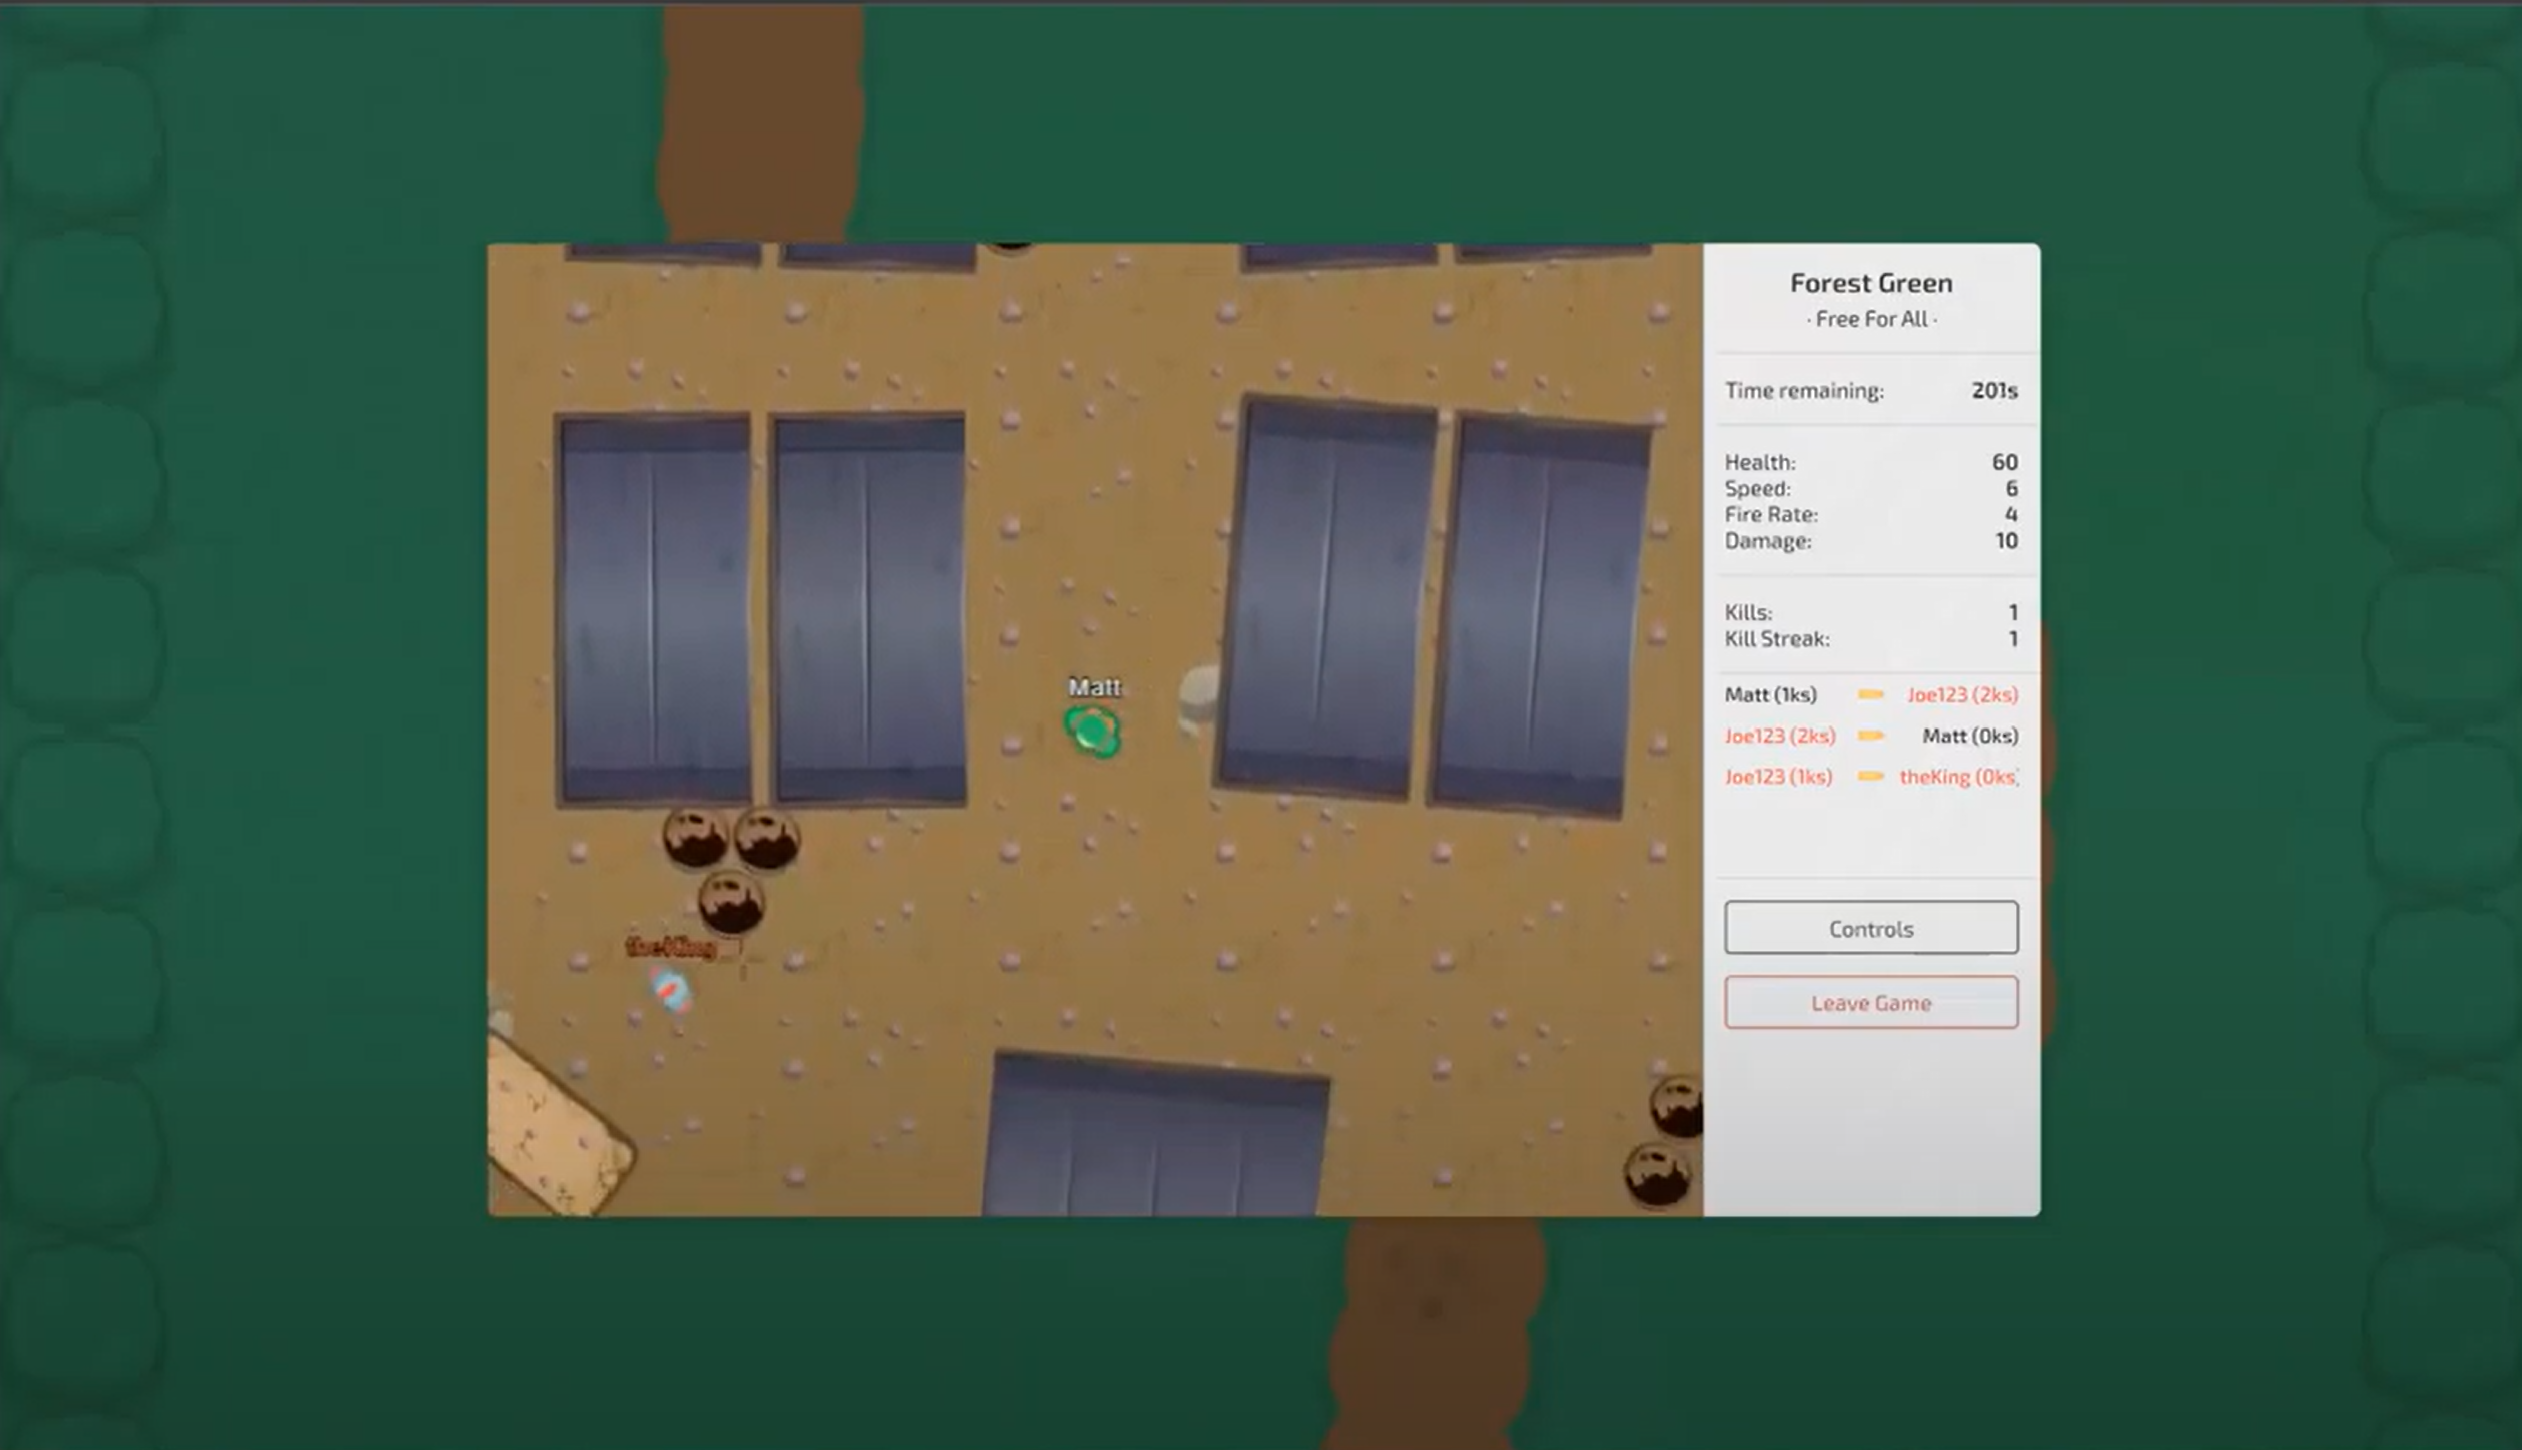 Forest Green
· Free For All ·
Time remaining: 201s
Health: 60
Speed: 6
Fire Rate: 4
Damage: 10
Kills: 1
Kill Streak: 1
Matt (1ks) Joe123 (2ks)
Joe123 (2ks) Matt (0ks)
Joe123 (1ks) theKing (0ks
Matt
theKing
Controls
Leave Game